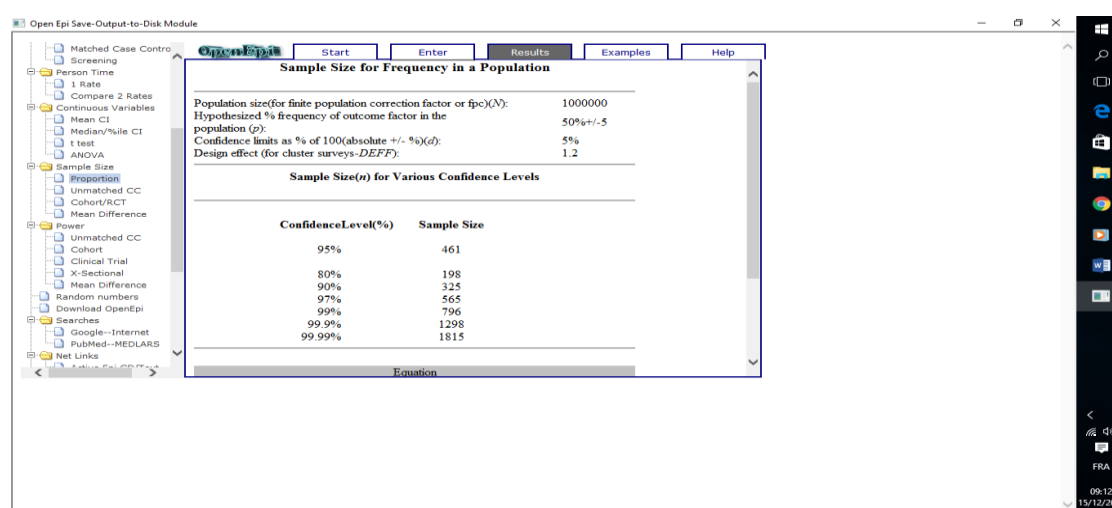 Open Epi Save-Output-to-Disk Module
Matched Case Contro
Screening
Person Time
1 Rate
Compare 2 Rates
Continuous Variables
Mean CI
Median/%ile CI
t test
ANOVA
Sample Size
Proportion
Unmatched CC
Cohort/RCT
Mean Difference
Power
Unmatched CC
Cohort
Clinical Trial
X-Sectional
Mean Difference
Random numbers
Download OpenEpi
Searches
Google--Internet
PubMed--MEDLARS
Net Links
OpenEpi Start Enter Results Examples Help
Sample Size for Frequency in a Population
Population size(for finite population correction factor or fpc)(N): 1000000
Hypothesized % frequency of outcome factor in the
population (p): 50%+/-5
Confidence limits as % of 100(absolute +/- %)(d): 5%
Design effect (for cluster surveys-DEFF): 1.2
Sample Size(n) for Various Confidence Levels
ConfidenceLevel(%) Sample Size
95% 461
80% 198
90% 325
97% 565
99% 796
99.9% 1298
99.99% 1815
Equation
FRA
09:12
15/12/2